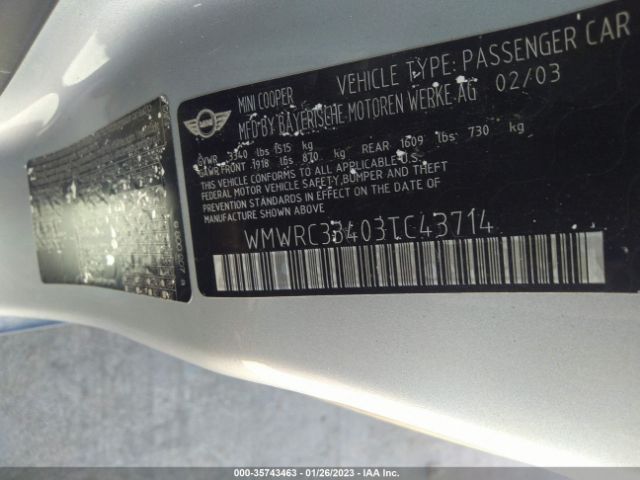 MINI COOPER VEHICLE TYPE: PASSENGER CAR
MFD BY BAYERISCHE MOTOREN WERKE AG 02/03
MINI
GVWR 3340 lbs 1515 kg
GAWR FRONT 1918 lbs 870 kg REAR 1609 lbs 730 kg
THIS VEHICLE CONFORMS TO ALL APPLICABLE U.S.
FEDERAL MOTOR VEHICLE SAFETY, BUMPER AND THEFT
PREVENTION STANDARDS IN EFFECT ON THE DATE OF
MANUFACTURE SHOWN ABOVE.
WMWRC33403TC43714
000-35743463 - 01/26/2023 - IAA Inc.